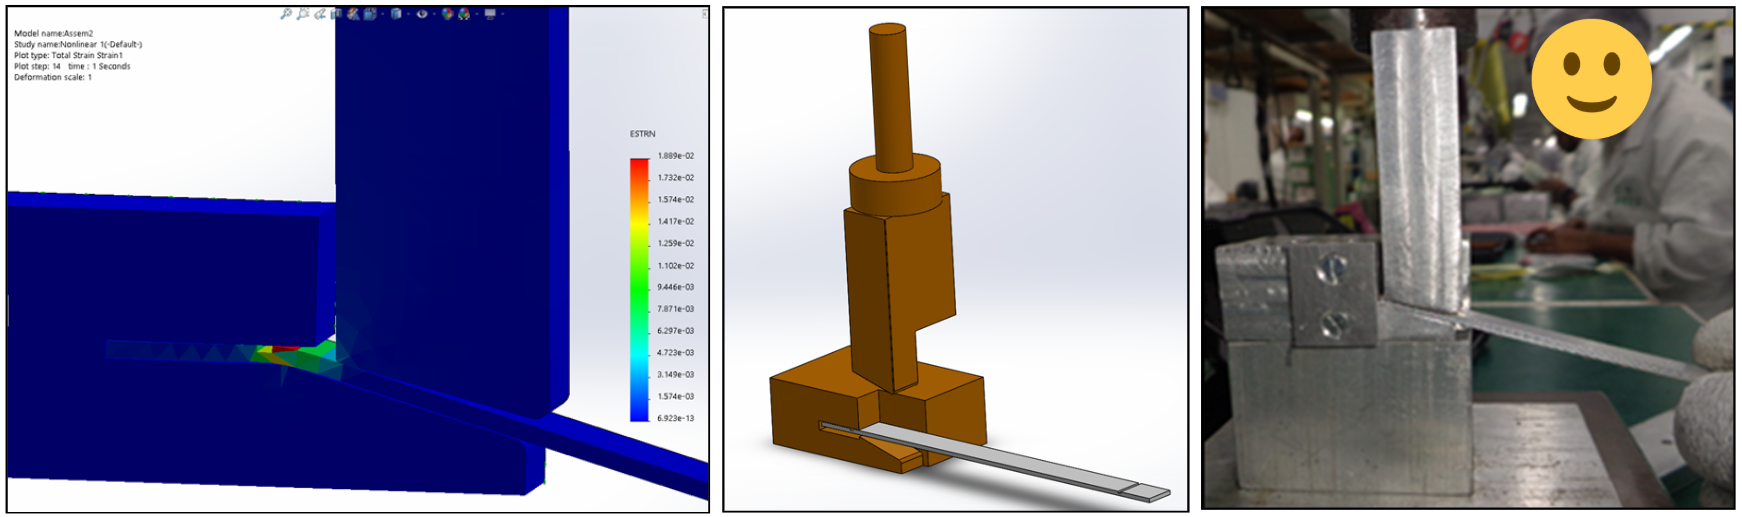 Model name:Assem2
Study name:Nonlinear 1(-Default-)
Plot type: Total Strain Strain1
Plot step: 14   time : 1 Seconds
Deformation scale: 1
ESTRN
1.889e-02
1.732e-02
1.574e-02
1.417e-02
1.259e-02
1.102e-02
9.446e-03
7.871e-03
6.297e-03
4.723e-03
3.149e-03
1.574e-03
6.923e-13